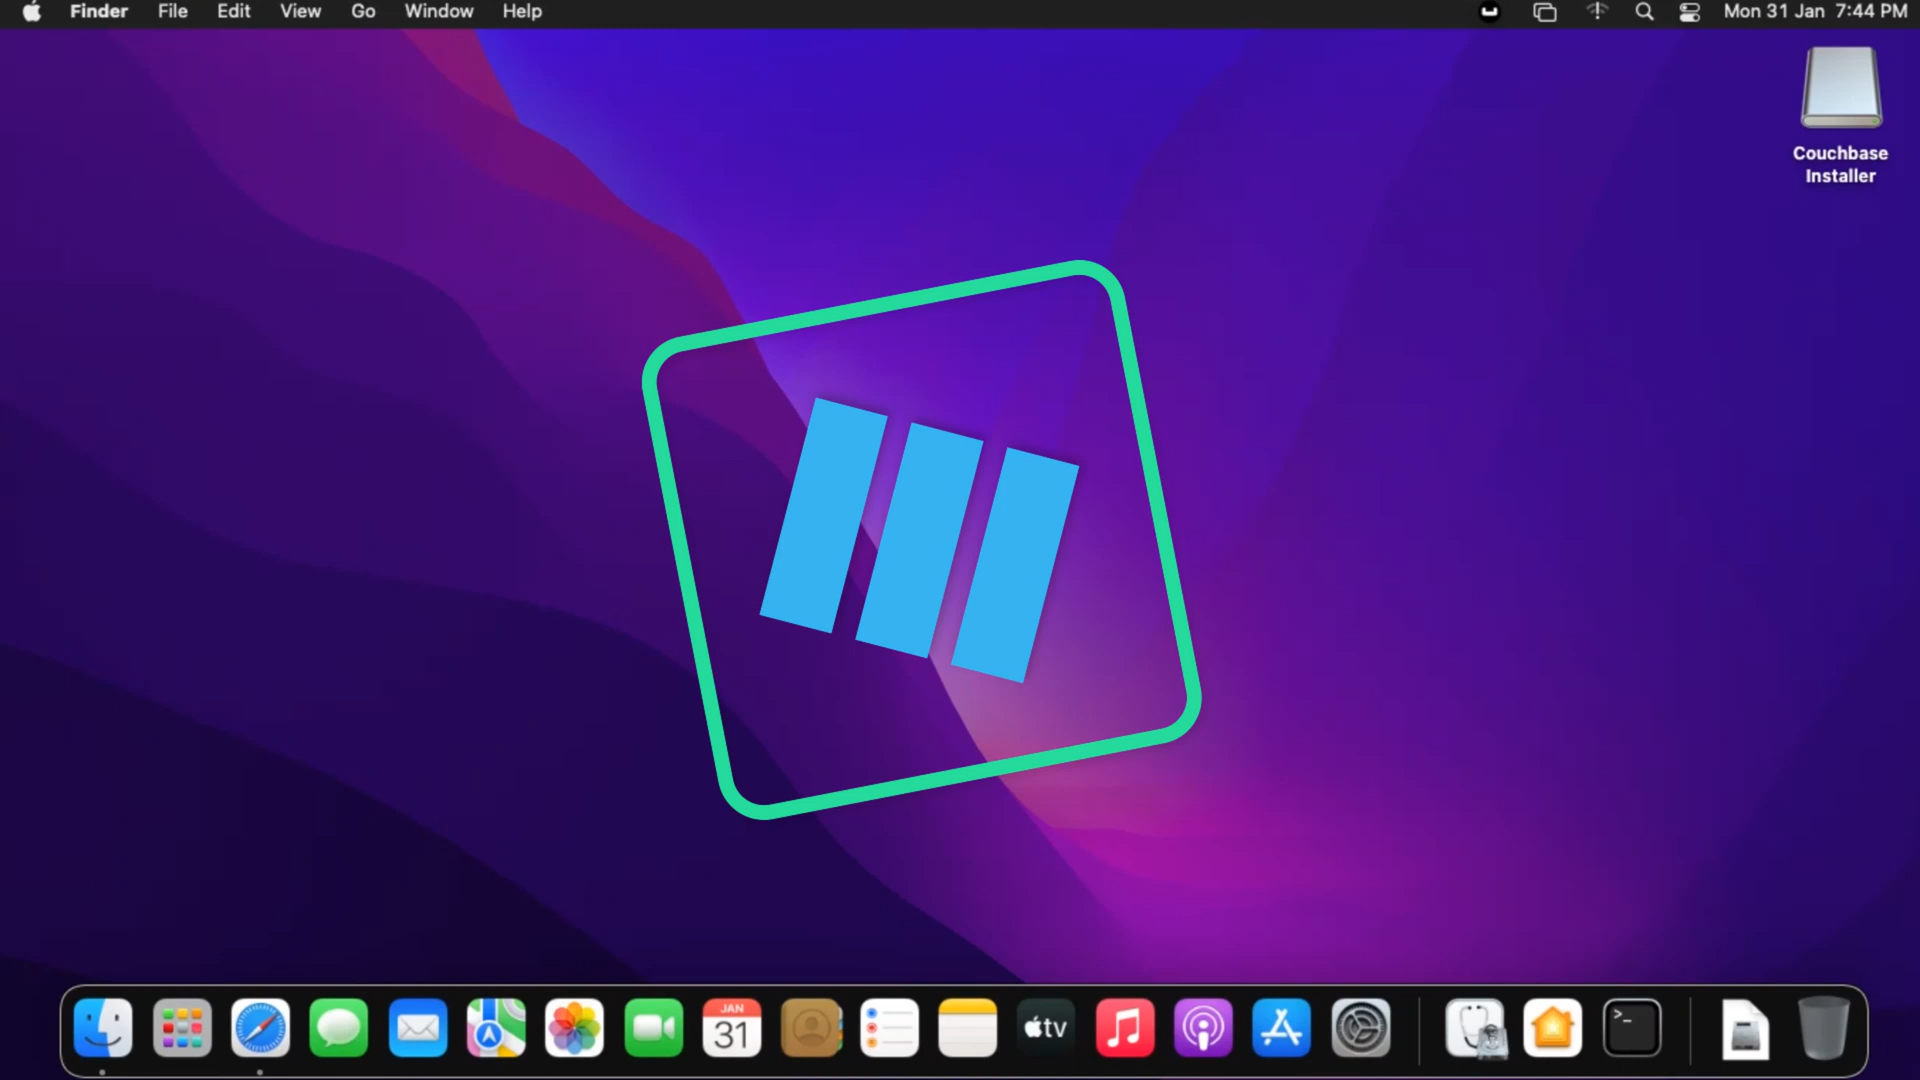 Finder File Edit View Go Window Help
Mon 31 Jan 7:44 PM
Couchbase
Installer
JAN
31
tv
>_